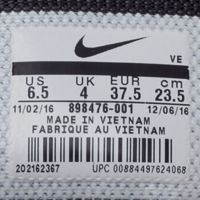 VE
US UK EUR cm
6.5 4 37.5 23.5
11/02/16 898476-001 12/06/16
MADE IN VIETNAM
FABRIQUE AU VIETNAM
202162367 UPC 00884497624068